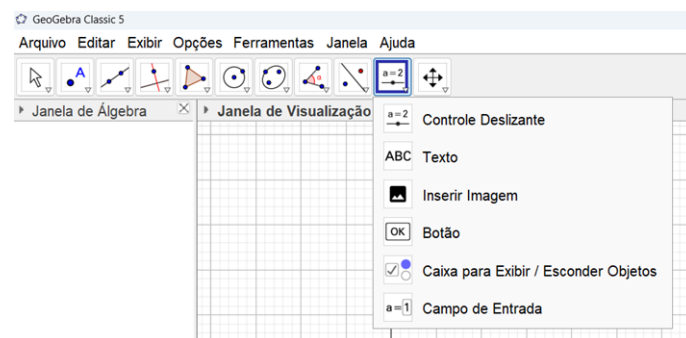 GeoGebra Classic 5
Arquivo Editar Exibir Opções Ferramentas Janela Ajuda
A α a=2
Janela de Álgebra Janela de Visualização
a=2 Controle Deslizante
ABC Texto
Inserir Imagem
OK Botão
Caixa para Exibir / Esconder Objetos
a=1 Campo de Entrada